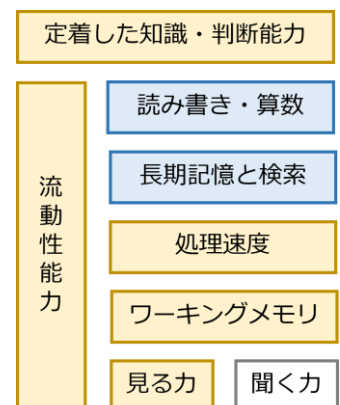 定着した知識・判断能力
流動性能力
読み書き・算数
長期記憶と検索
処理速度
ワーキングメモリ
見る力
聞く力